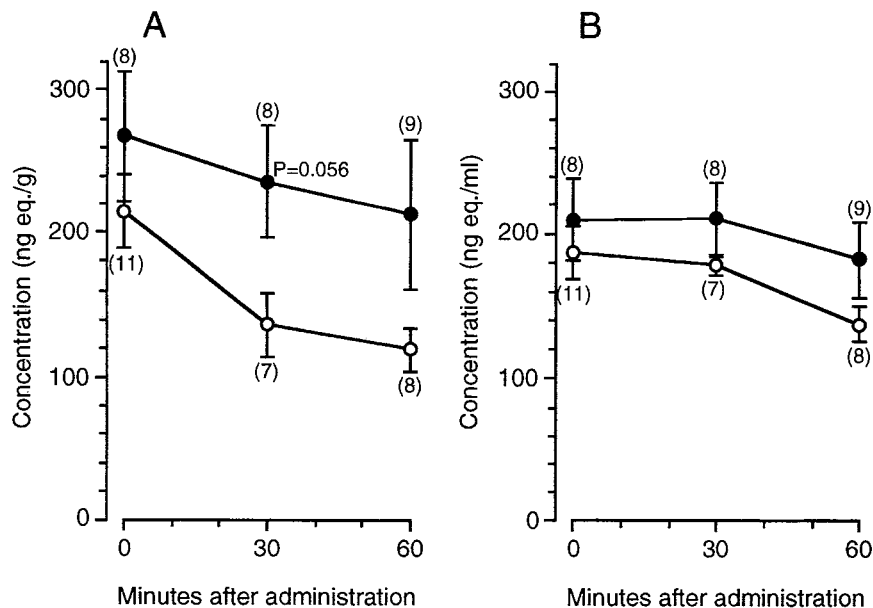 A
Concentration (ng eq./g)
300
200
100
0
(8)
(8)
(9)
P=0.056
(11)
(7)
(8)
0 30 60
Minutes after administration
B
Concentration (ng eq./ml)
300
200
100
0
(8)
(8)
(9)
(11)
(7)
(8)
0 30 60
Minutes after administration